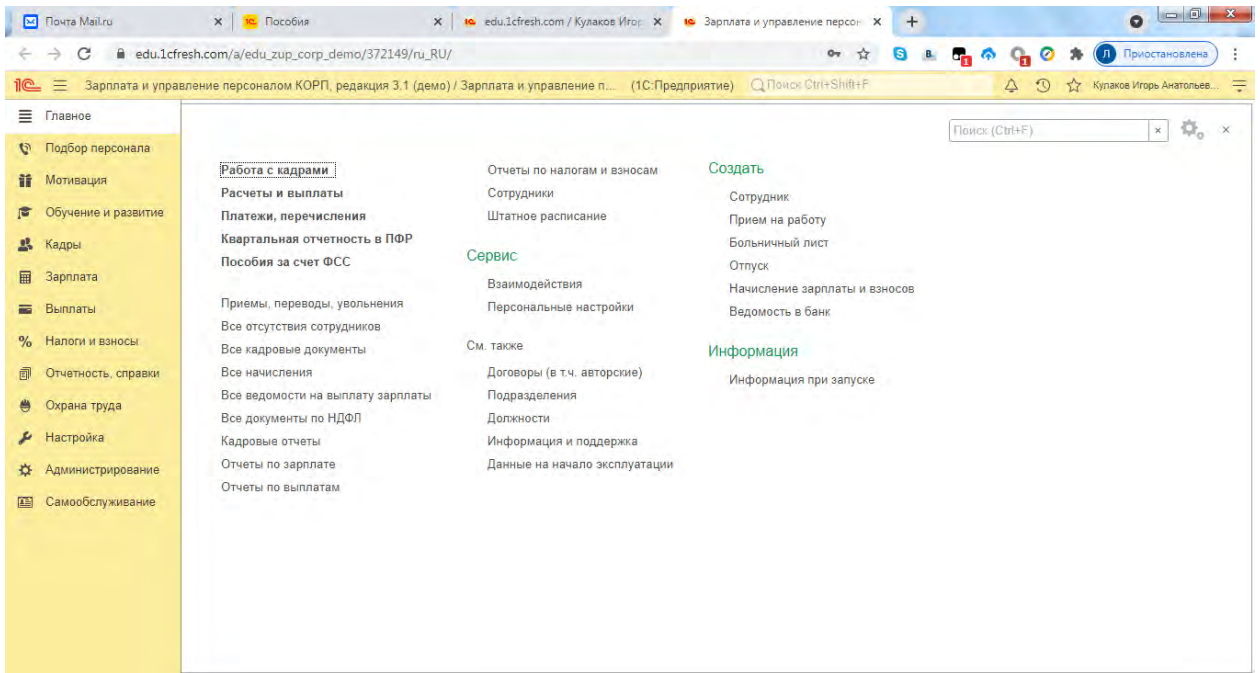 Почта Mail.ru
Пособия
edu.1cfresh.com / Кулаков Игор
Зарплата и управление персон
edu.1cfresh.com/a/edu_zup_corp_demo/372149/ru_RU/
1
1
Л Приостановлена
1С Зарплата и управление персоналом КОРП, редакция 3.1 (демо) / Зарплата и управление п... (1С:Предприятие) Поиск Ctrl+Shift+F Кулаков Игорь Анатольев...
Главное
Подбор персонала
Мотивация
Обучение и развитие
Кадры
Зарплата
Выплаты
Налоги и взносы
Отчетность, справки
Охрана труда
Настройка
Администрирование
Самообслуживание
Поиск (Ctrl+F)
Работа с кадрами
Расчеты и выплаты
Платежи, перечисления
Квартальная отчетность в ПФР
Пособия за счет ФСС
Приемы, переводы, увольнения
Все отсутствия сотрудников
Все кадровые документы
Все начисления
Все ведомости на выплату зарплаты
Все документы по НДФЛ
Кадровые отчеты
Отчеты по зарплате
Отчеты по выплатам
Отчеты по налогам и взносам
Сотрудники
Штатное расписание
Сервис
Взаимодействия
Персональные настройки
См. также
Договоры (в т.ч. авторские)
Подразделения
Должности
Информация и поддержка
Данные на начало эксплуатации
Создать
Сотрудник
Прием на работу
Больничный лист
Отпуск
Начисление зарплаты и взносов
Ведомость в банк
Информация
Информация при запуске